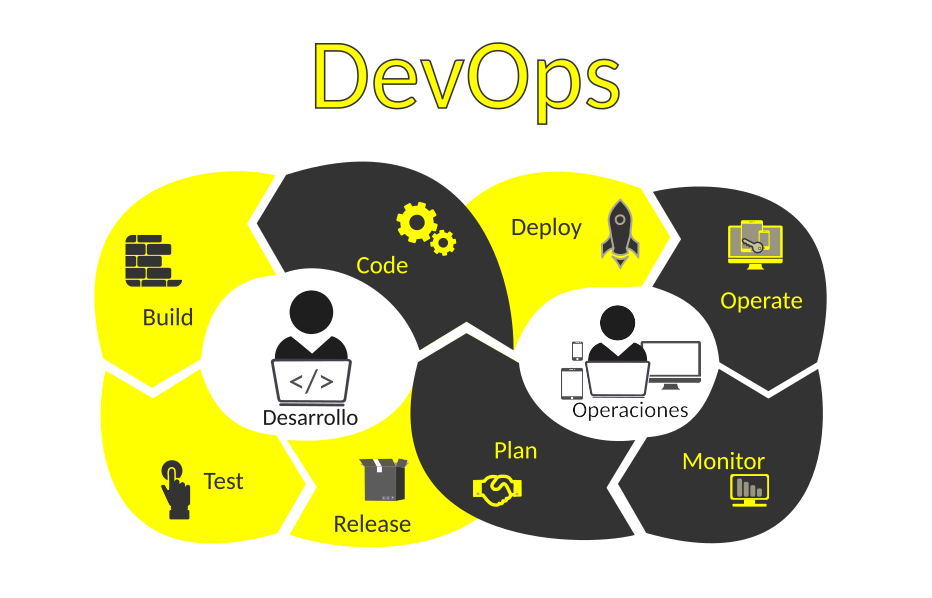 DevOps
Deploy
Code
Operate
Build
</>
Desarrollo
Operaciones
Plan
Monitor
Test
Release